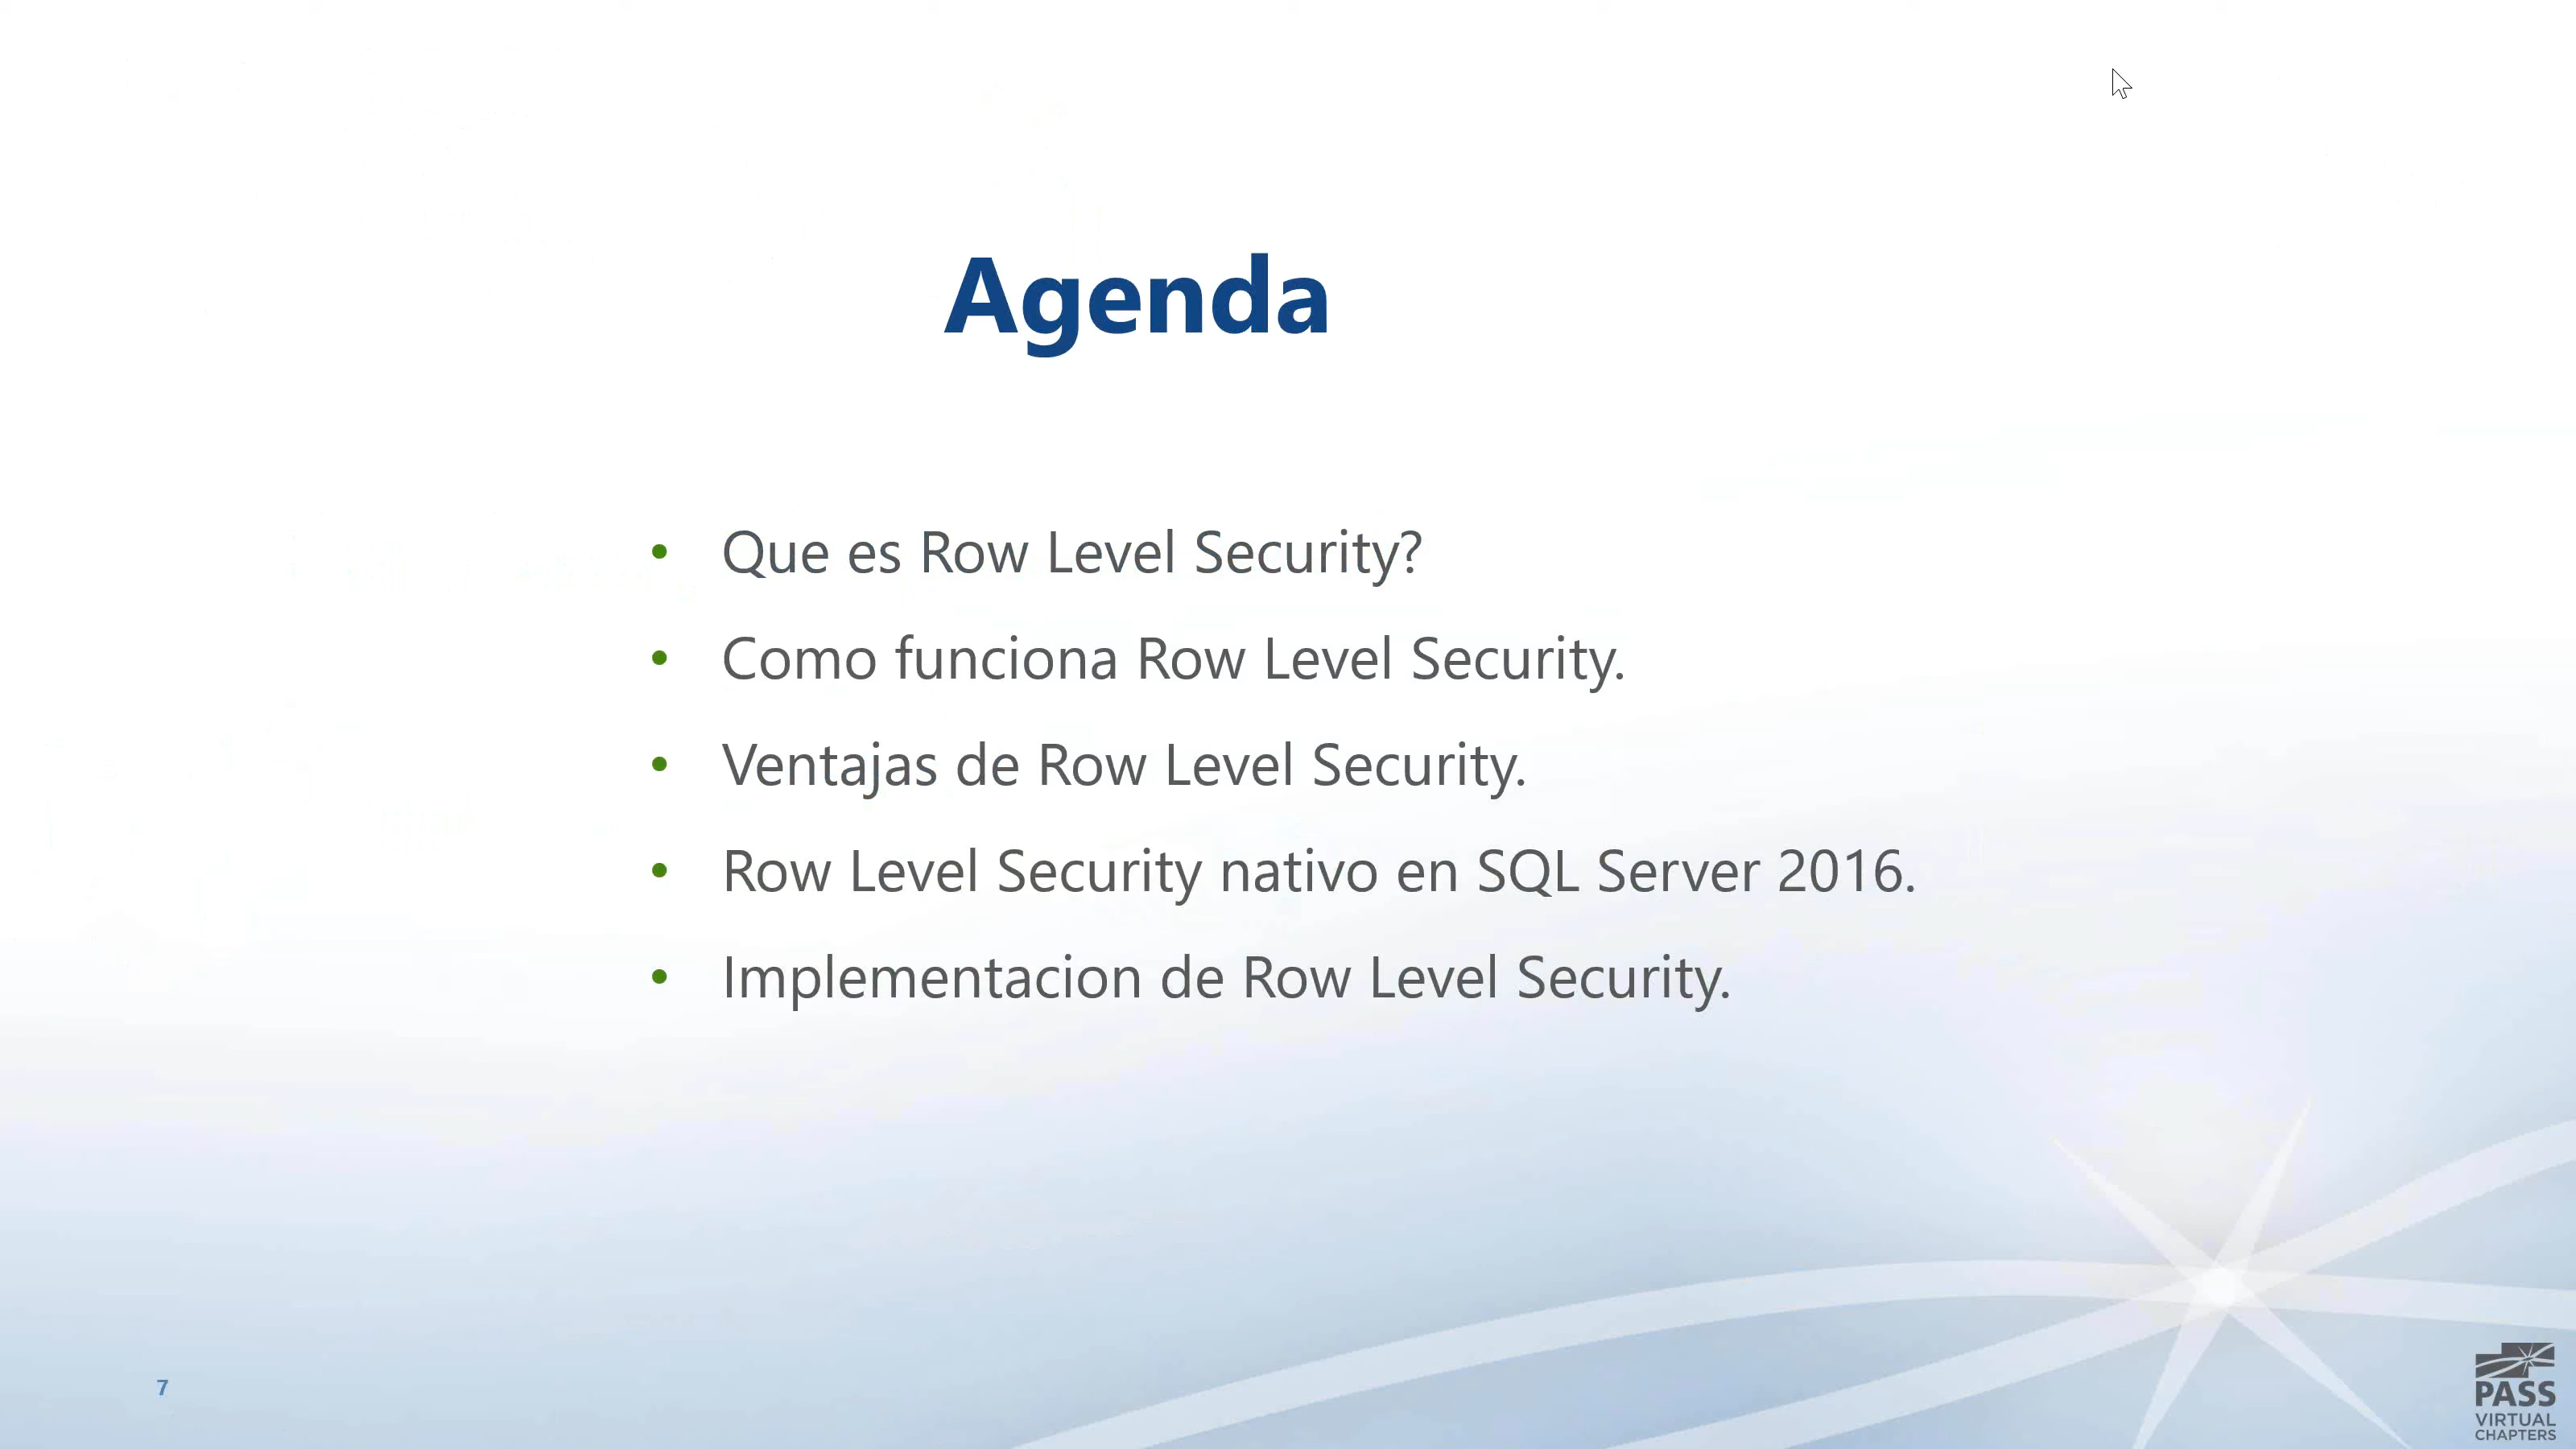 Agenda
• Que es Row Level Security?
• Como funciona Row Level Security.
• Ventajas de Row Level Security.
• Row Level Security nativo en SQL Server 2016.
• Implementacion de Row Level Security.
7
PASS
VIRTUAL
CHAPTERS